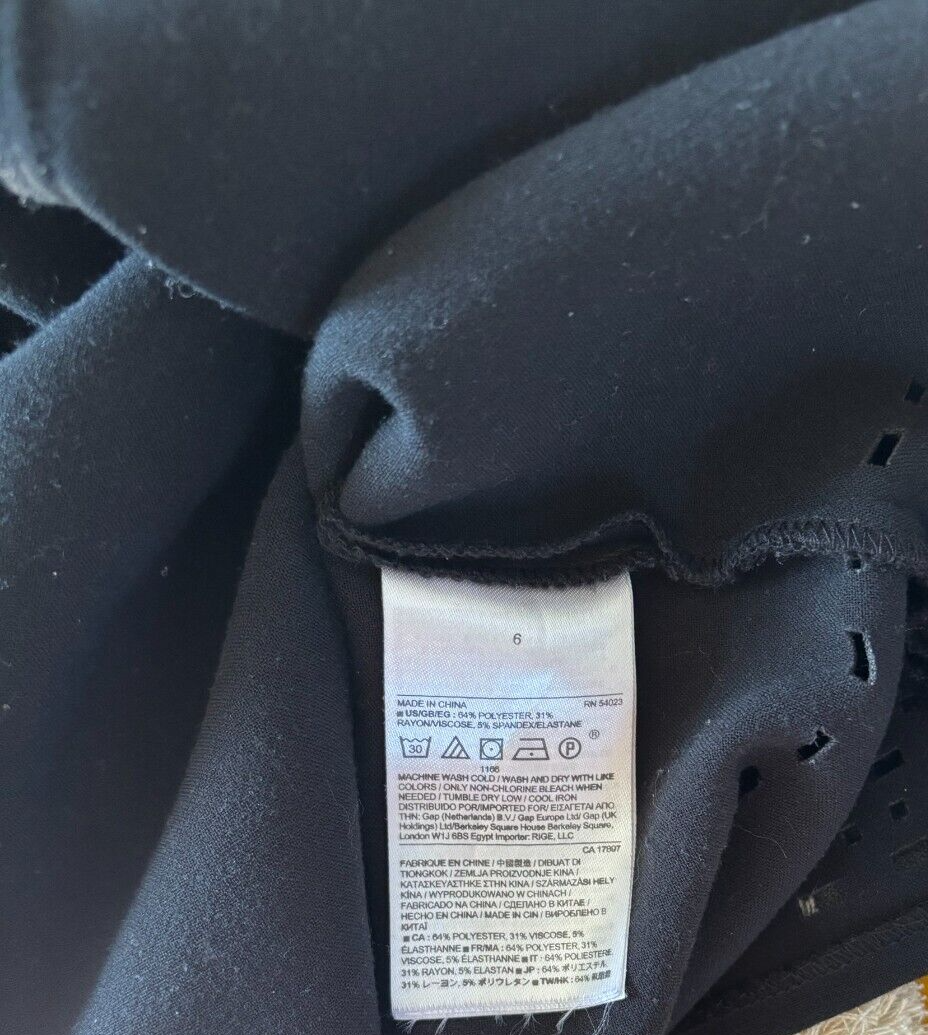 6
MADE IN CHINA RN 54023
■ US/GB/EG : 64% POLYESTER, 31%
RAYON/VISCOSE, 5% SPANDEX/ELASTANE
30 P ®
1166
MACHINE WASH COLD / WASH AND DRY WITH LIKE
COLORS / ONLY NON-CHLORINE BLEACH WHEN
NEEDED / TUMBLE DRY LOW / COOL IRON
DISTRIBUIDO POR/IMPORTED FOR/ ΕΙΣΑΓΕΤΑΙ ΑΠΟ
ΤΗΝ: Gap (Netherlands) B.V./ Gap Europe Ltd/ Gap (UK
Holdings) Ltd/Berkeley Square House Berkeley Square,
London W1J 6BS Egypt Importer: RIGE, LLC
CA 17897
FABRIQUE EN CHINE / 中國製造 / DIBUAT DI
TIONGKOK / ZEMLJA PROIZVODNJE KINA /
ΚΑΤΑΣΚΕΥΑΣΤΗΚΕ ΣΤΗΝ ΚΙΝΑ / SZÁRMAZÁSI HELY
KÍNA / WYPRODUKOWANO W CHINACH /
FABRICADO NA CHINA / СДЕЛАНО В КИТАЕ /
HECHO EN CHINA / MADE IN CIN / ВИРОБЛЕНО В
КИТАЇ
■ CA : 64% POLYESTER, 31% VISCOSE, 5%
ÉLASTHANNE ■ FR/MA : 64% POLYESTER, 31%
VISCOSE, 5% ÉLASTHANNE ■ IT : 64% POLIESTERE,
31% RAYON, 5% ELASTAN ■ JP : 64% ポリエステル,
31% レーヨン, 5% ポリウレタン ■ TW/HK : 64%